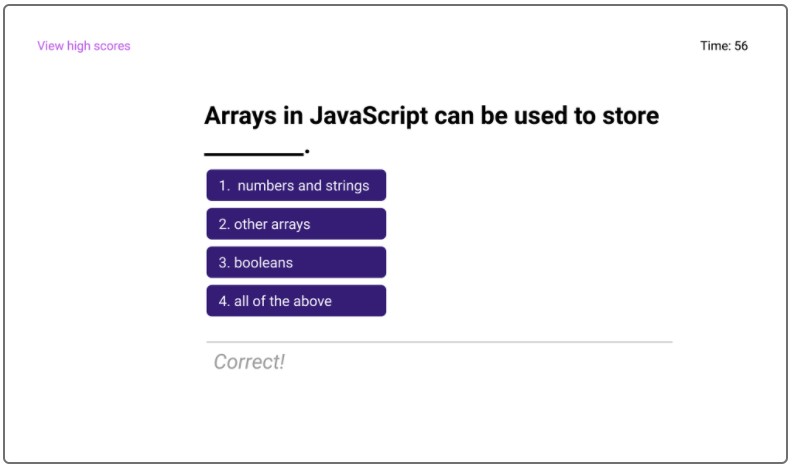 View high scores
Time: 56
Arrays in JavaScript can be used to store
________.
1. numbers and strings
2. other arrays
3. booleans
4. all of the above
Correct!